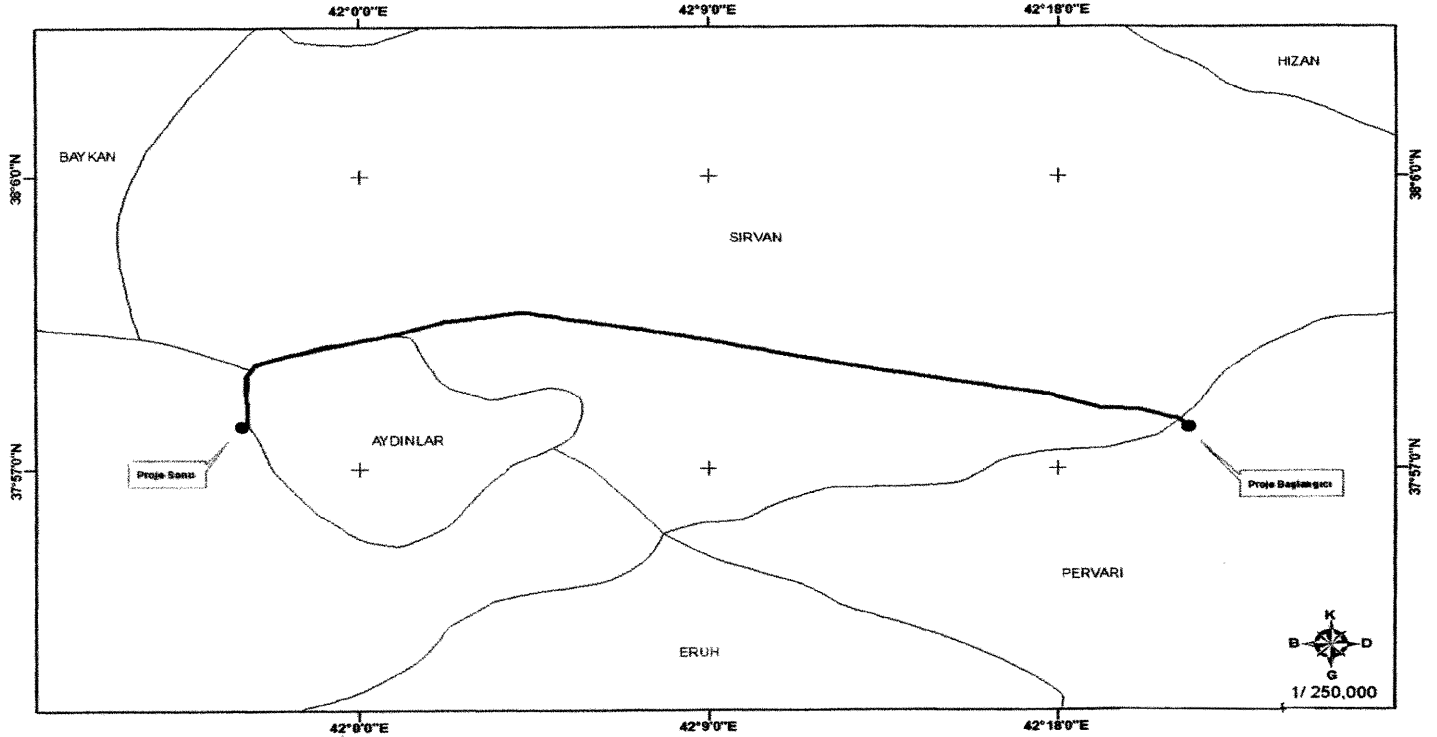 42°0'0"E 42°9'0"E 42°18'0"E
HIZAN
BAYKAN
38°6'0"N 38°6'0"N
SIRVAN
AYDINLAR
37°57'0"N 37°57'0"N
Proje Sonu
Proje Başlangıcı
PERVARI
ERUH
K
B D
G
1/ 250,000
42°0'0"E 42°9'0"E 42°18'0"E